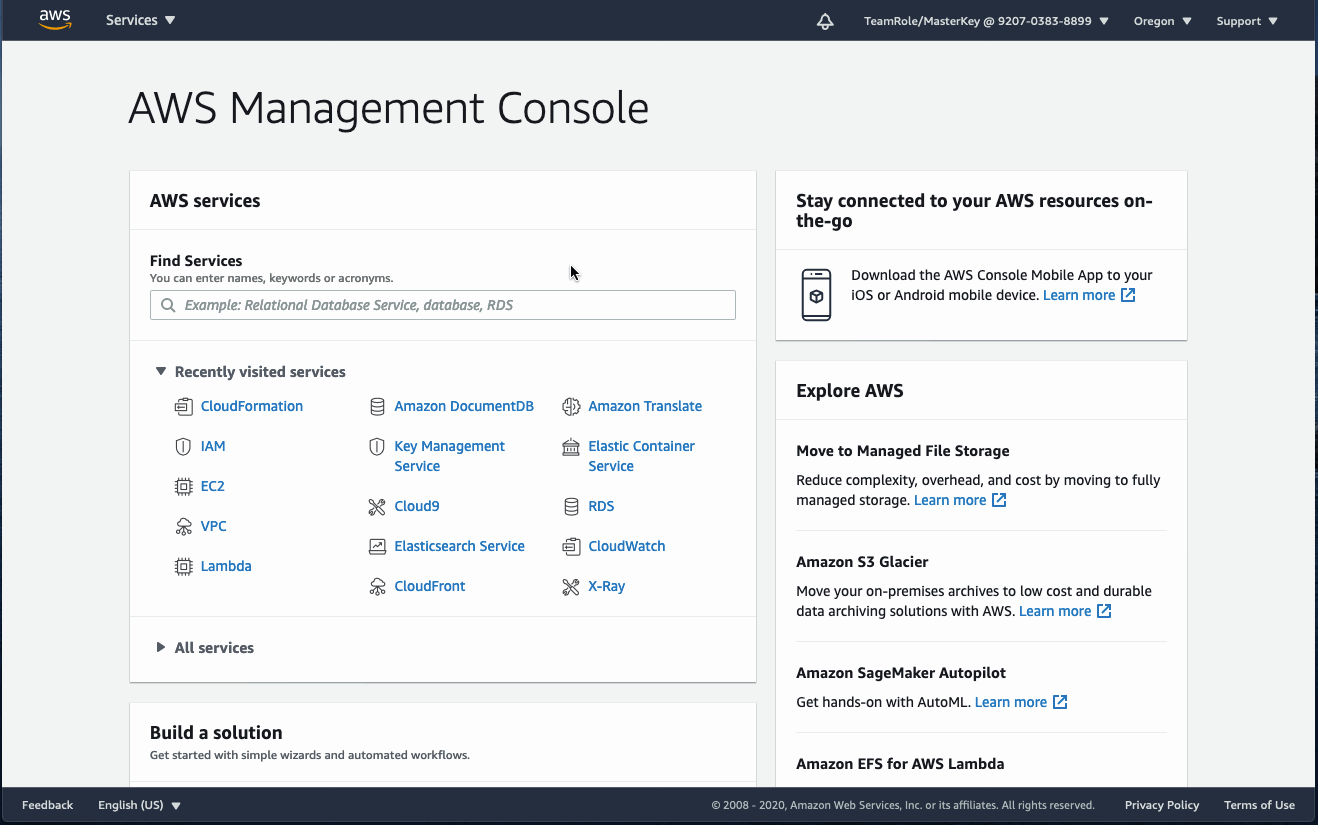 aws
Services
TeamRole/MasterKey @ 9207-0383-8899
Oregon
Support
AWS Management Console
AWS services
Find Services
You can enter names, keywords or acronyms.
Example: Relational Database Service, database, RDS
Recently visited services
CloudFormation
IAM
EC2
VPC
Lambda
Amazon DocumentDB
Key Management
Service
Cloud9
Elasticsearch Service
CloudFront
Amazon Translate
Elastic Container
Service
RDS
CloudWatch
X-Ray
All services
Build a solution
Get started with simple wizards and automated workflows.
Stay connected to your AWS resources on-
the-go
Download the AWS Console Mobile App to your
iOS or Android mobile device. Learn more
Explore AWS
Move to Managed File Storage
Reduce complexity, overhead, and cost by moving to fully
managed storage. Learn more
Amazon S3 Glacier
Move your on-premises archives to low cost and durable
data archiving solutions with AWS. Learn more
Amazon SageMaker Autopilot
Get hands-on with AutoML. Learn more
Amazon EFS for AWS Lambda
Feedback
English (US)
© 2008 - 2020, Amazon Web Services, Inc. or its affiliates. All rights reserved.
Privacy Policy
Terms of Use